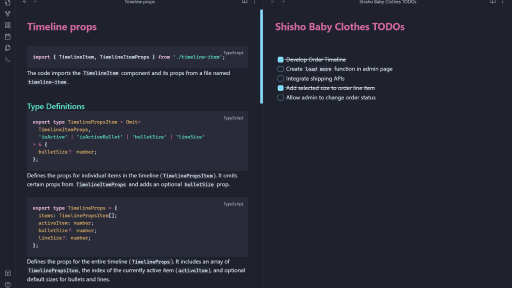 Timeline props
Shisho Baby Clothes TODOs
Timeline props
TypeScript
import { TimelineItem, TimelineItemProps } from "./timeline-item";
The code imports the TimelineItem component and its props from a file named
timeline-item.
Type Definitions
TypeScript
export type TimelinePropsItem = Omit<
TimelineItemProps,
"isActive" | "isActiveBullet" | "bulletSize" | "lineSize"
> & {
bulletSize?: number;
};
Defines the props for individual items in the timeline (TimelinePropsItem). It omits
certain props from TimelineItemProps and adds an optional bulletSize prop.
TypeScript
export type TimelineProps = {
items: TimelinePropsItem[];
activeItem: number;
bulletSize?: number;
lineSize?: number;
};
Defines the props for the entire timeline (TimelineProps). It includes an array of
TimelinePropsItem, the index of the currently active item (activeItem), and optional
default sizes for bullets and lines.
Shisho Baby Clothes TODOs
Develop Order Timeline
Create load more function in admin page
Integrate shipping APIs
Add selected size to order line item
Allow admin to change order status